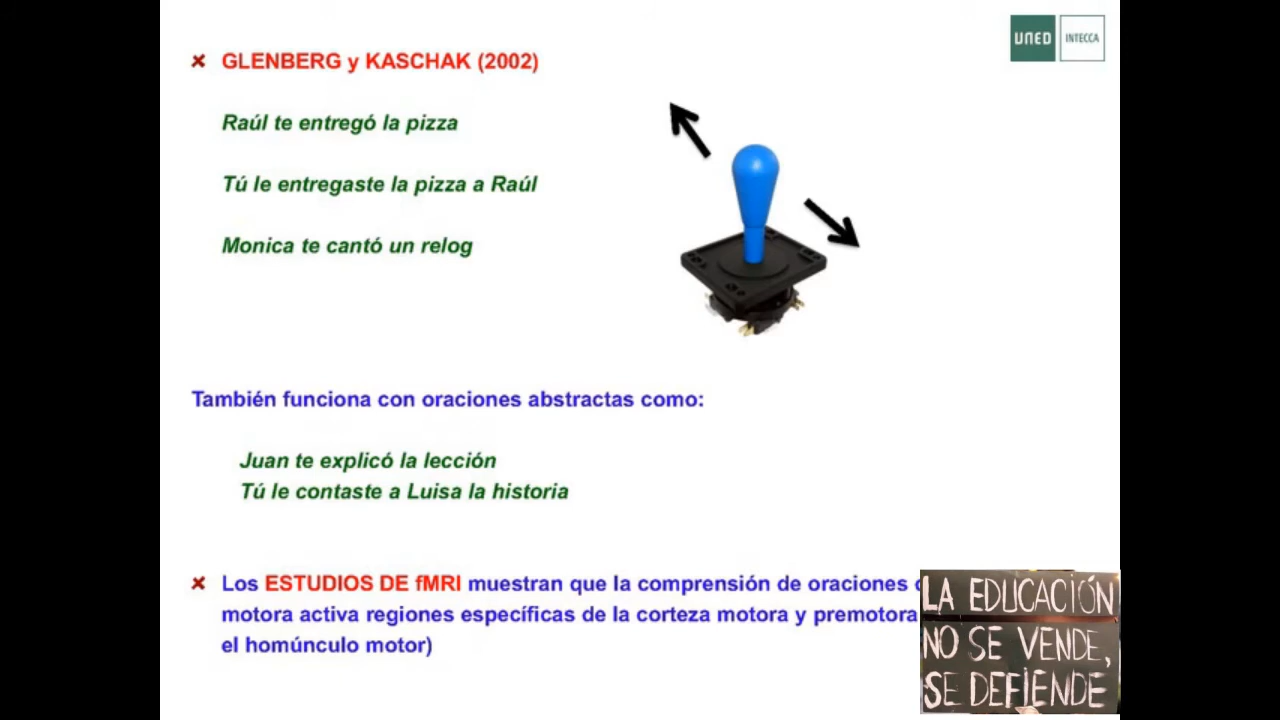 UNED INTECCA
GLENBERG y KASCHAK (2002)
Raúl te entregó la pizza
Tú le entregaste la pizza a Raúl
Monica te cantó un relog
También funciona con oraciones abstractas como:
Juan te explicó la lección
Tú le contaste a Luisa la historia
Los ESTUDIOS DE fMRI muestran que la comprensión de oraciones
motora activa regiones específicas de la corteza motora y premotora
el homúnculo motor)
LA EDUCACIÓN
NO SE VENDE,
SE DEFIENDE